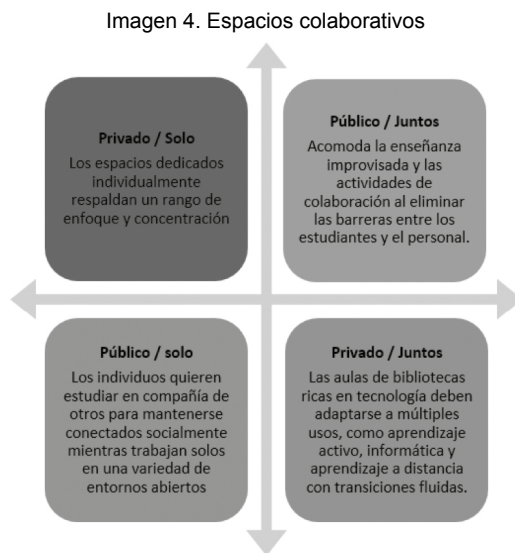 Imagen 4. Espacios colaborativos
Privado / Solo
Los espacios dedicados
individualmente
respaldan un rango de
enfoque y concentración
Público / Juntos
Acomoda la enseñanza
improvisada y las
actividades de
colaboración al eliminar
las barreras entre los
estudiantes y el personal.
Público / solo
Los individuos quieren
estudiar en compañía de
otros para mantenerse
conectados socialmente
mientras trabajan solos
en una variedad de
entornos abiertos
Privado / Juntos
Las aulas de bibliotecas
ricas en tecnología deben
adaptarse a múltiples
usos, como aprendizaje
activo, informática y
aprendizaje a distancia
con transiciones fluidas.